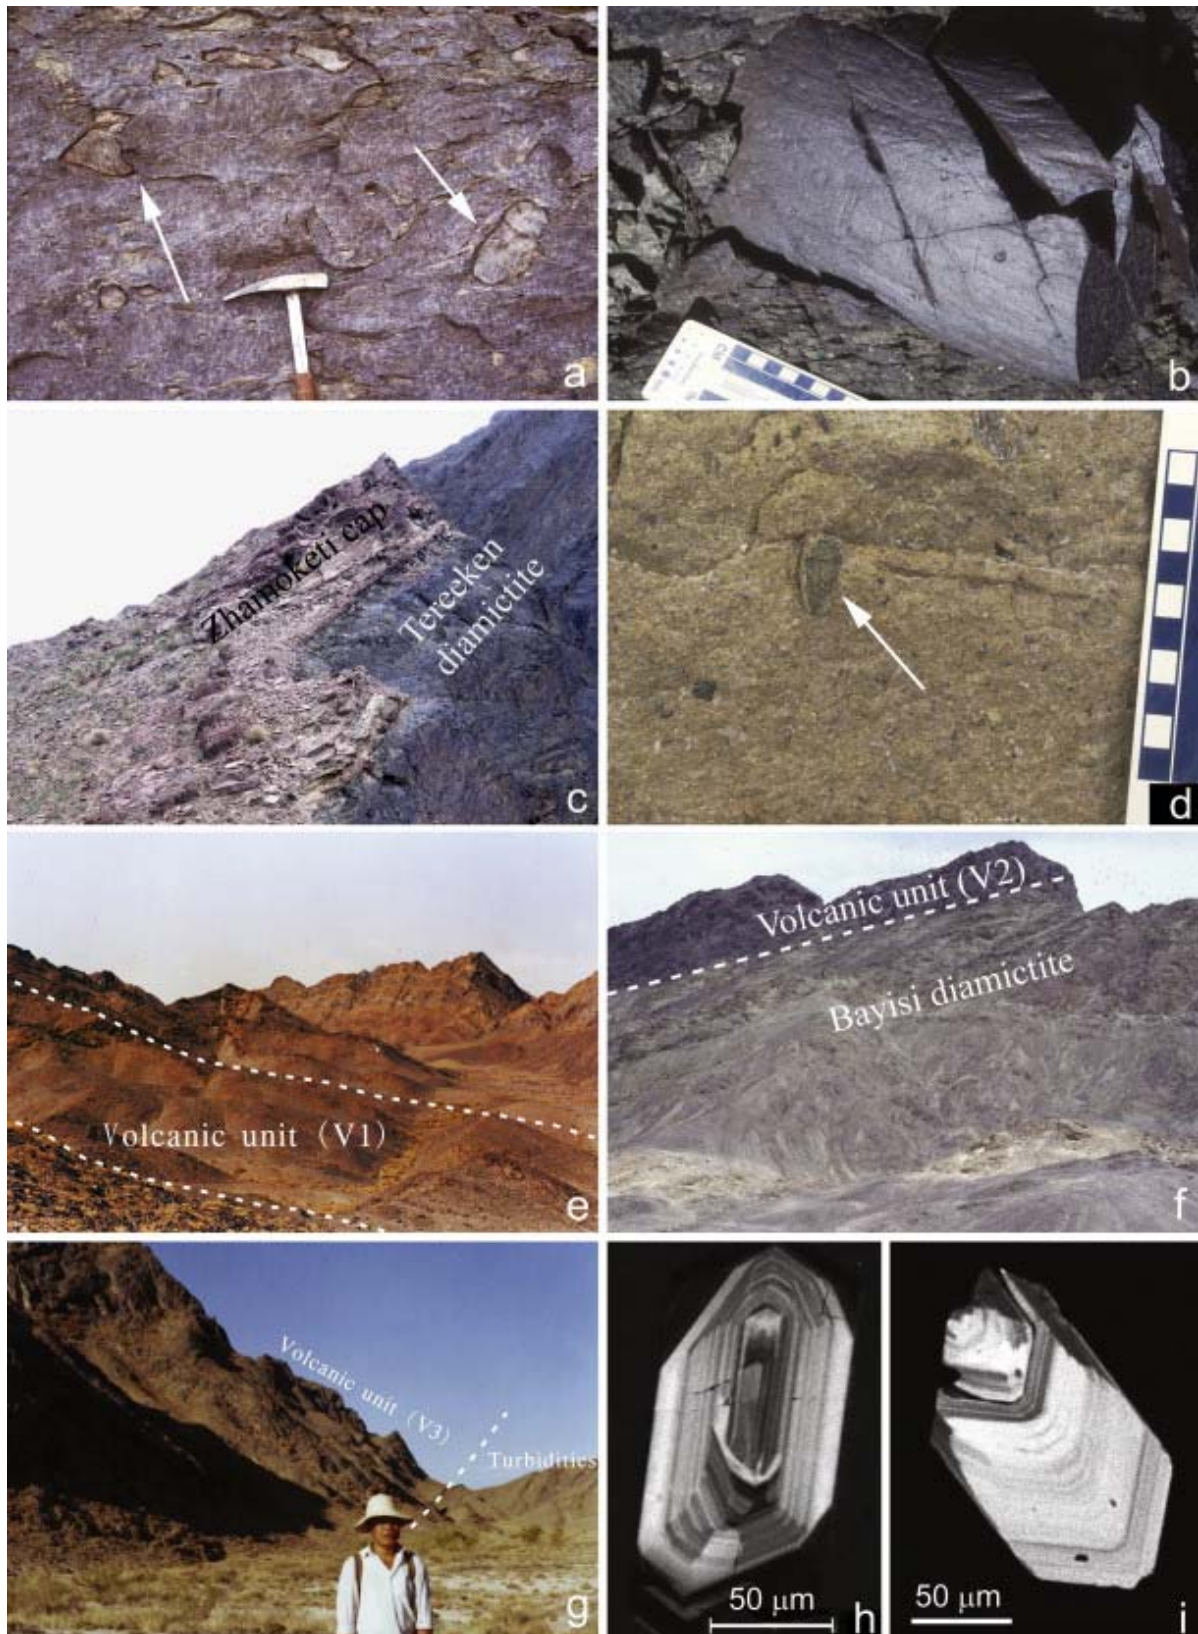 a
b
Zhamoketi cap
Tereeken
diamictite
c
d
Volcanic unit (V1)
e
Volcanic unit (V2)
Bayisi diamictite
f
Volcanic unit (V3)
Turbidities
g
50 μm
h
50 μm
i